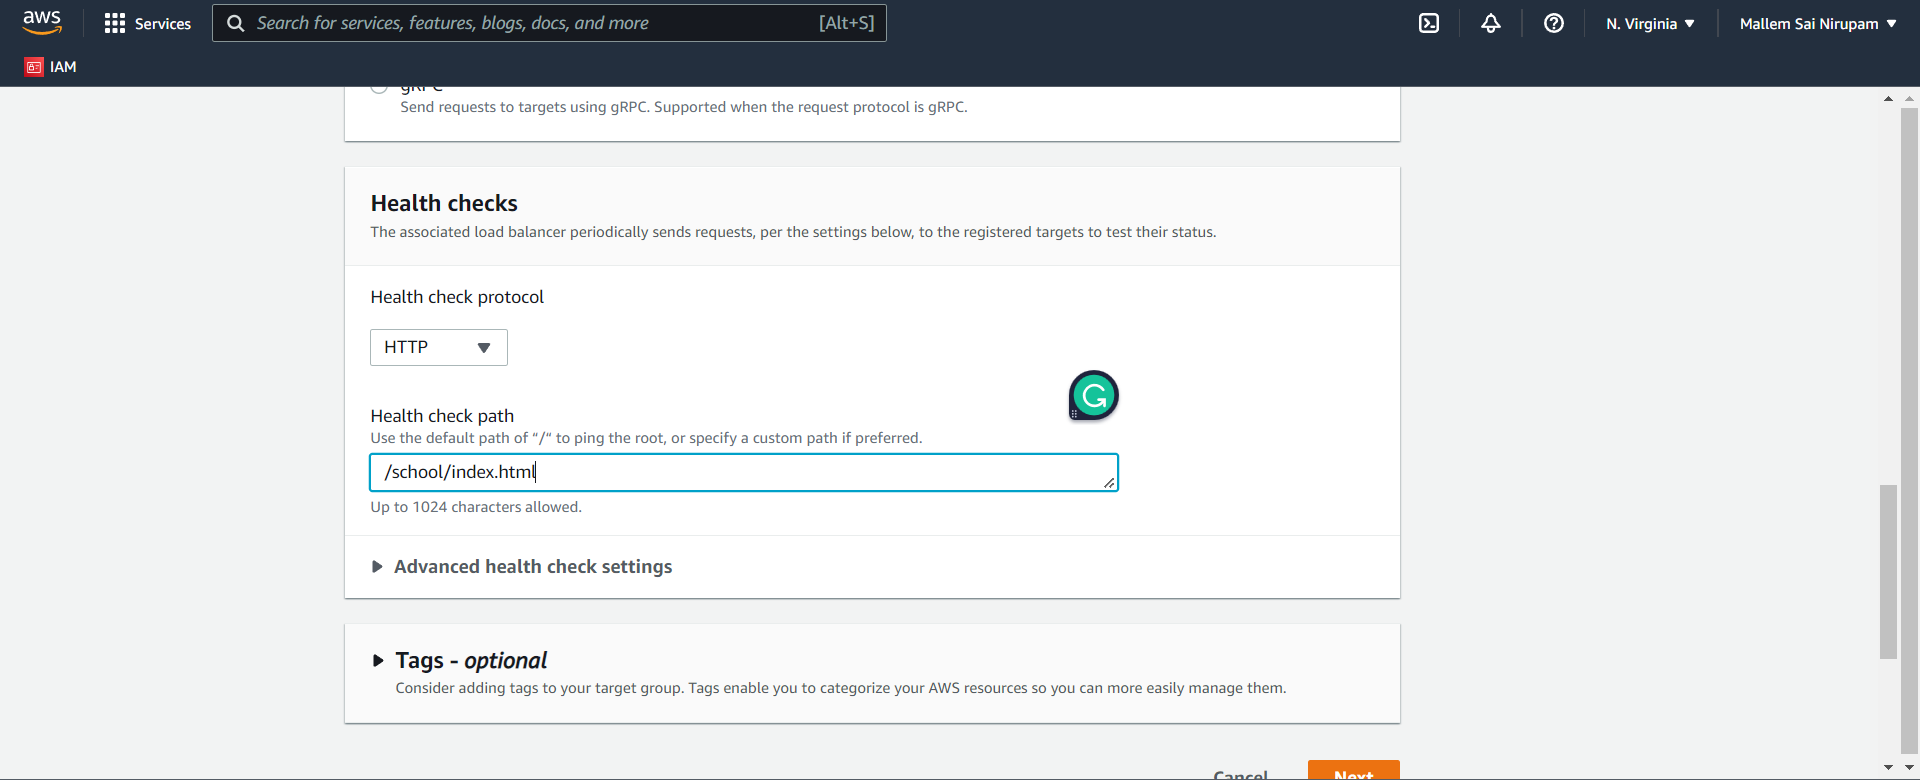 aws
Services
Search for services, features, blogs, docs, and more
[Alt+S]
N. Virginia
Mallem Sai Nirupam
IAM
gRPC
Send requests to targets using gRPC. Supported when the request protocol is gRPC.
Health checks
The associated load balancer periodically sends requests, per the settings below, to the registered targets to test their status.
Health check protocol
HTTP
Health check path
Use the default path of “/” to ping the root, or specify a custom path if preferred.
/school/index.html
Up to 1024 characters allowed.
Advanced health check settings
Tags - optional
Consider adding tags to your target group. Tags enable you to categorize your AWS resources so you can more easily manage them.
Cancel
Next